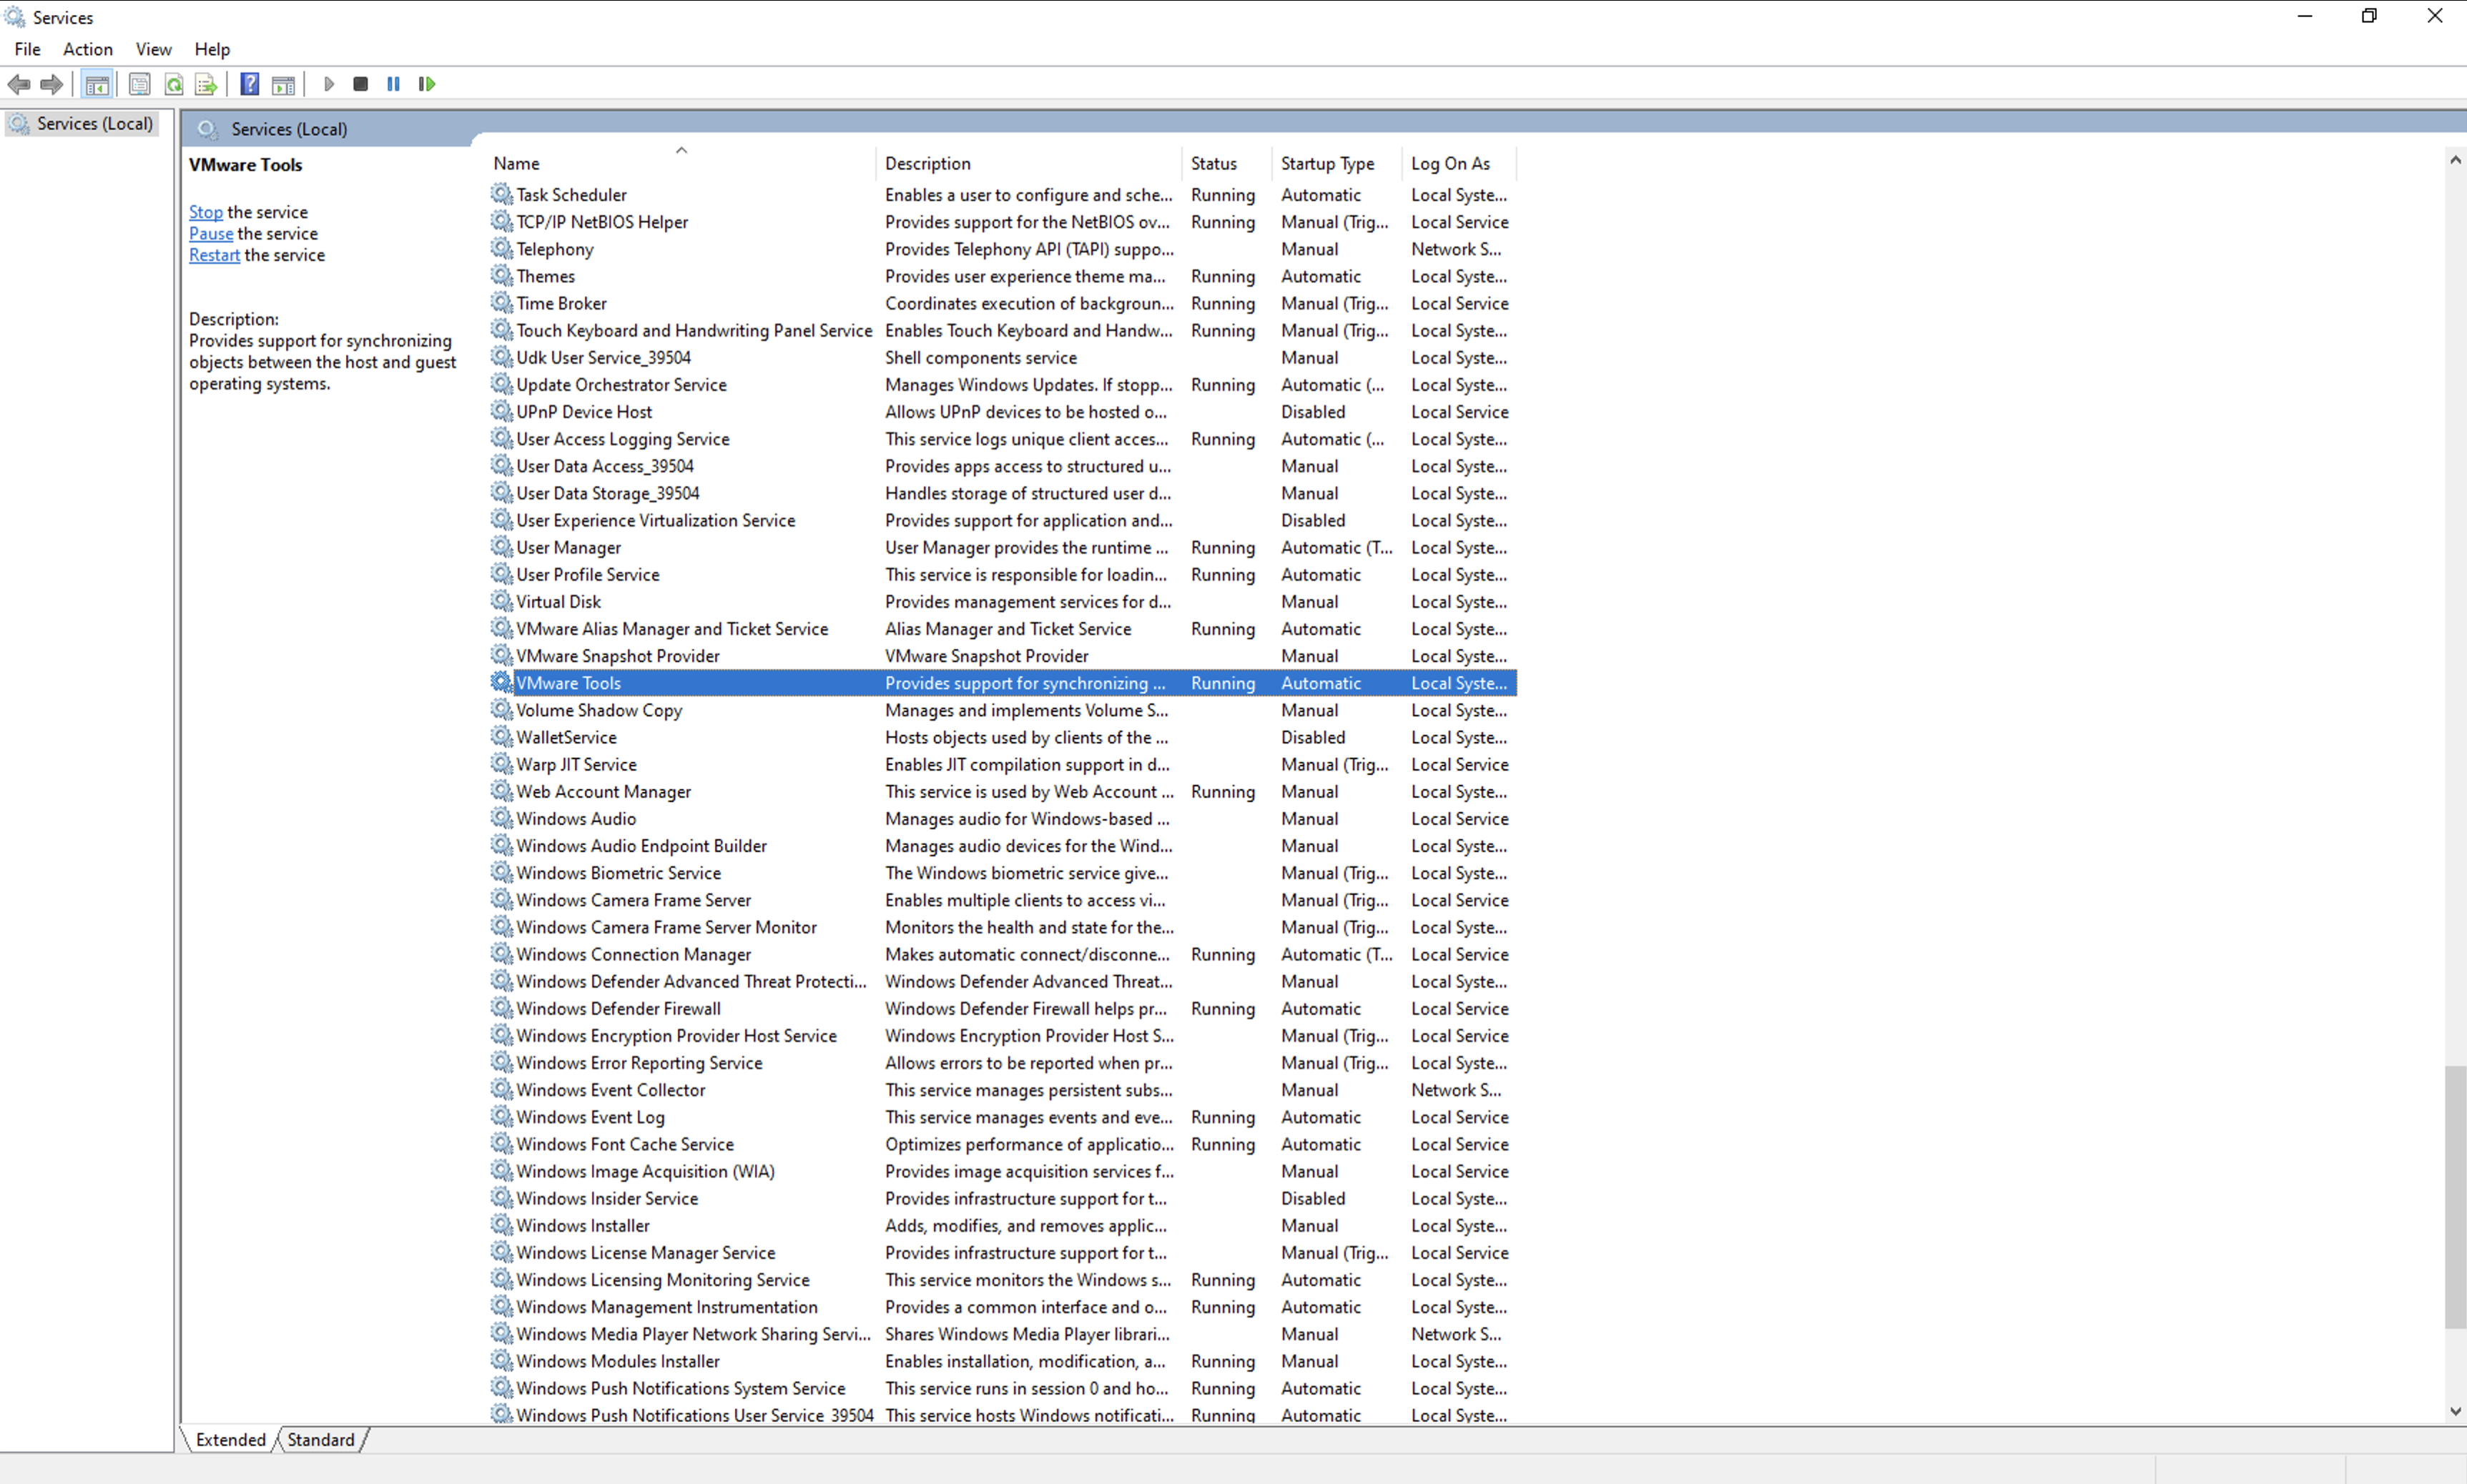 Services
File Action View Help
Services (Local)
Services (Local)
VMware Tools
Stop the service
Pause the service
Restart the service
Description:
Provides support for synchronizing
objects between the host and guest
operating systems.
Name Description Status Startup Type Log On As
Task Scheduler Enables a user to configure and sche... Running Automatic Local Syste...
TCP/IP NetBIOS Helper Provides support for the NetBIOS ov... Running Manual (Trig... Local Service
Telephony Provides Telephony API (TAPI) suppo... Manual Network S...
Themes Provides user experience theme ma... Running Automatic Local Syste...
Time Broker Coordinates execution of backgroun... Running Manual (Trig... Local Service
Touch Keyboard and Handwriting Panel Service Enables Touch Keyboard and Handw... Running Manual (Trig... Local Syste...
Udk User Service_39504 Shell components service Manual Local Syste...
Update Orchestrator Service Manages Windows Updates. If stopp... Running Automatic (... Local Syste...
UPnP Device Host Allows UPnP devices to be hosted o... Disabled Local Service
User Access Logging Service This service logs unique client acces... Running Automatic (... Local Syste...
User Data Access_39504 Provides apps access to structured u... Manual Local Syste...
User Data Storage_39504 Handles storage of structured user d... Manual Local Syste...
User Experience Virtualization Service Provides support for application and... Disabled Local Syste...
User Manager User Manager provides the runtime ... Running Automatic (T... Local Syste...
User Profile Service This service is responsible for loadin... Running Automatic Local Syste...
Virtual Disk Provides management services for d... Manual Local Syste...
VMware Alias Manager and Ticket Service Alias Manager and Ticket Service Running Automatic Local Syste...
VMware Snapshot Provider VMware Snapshot Provider Manual Local Syste...
VMware Tools Provides support for synchronizing ... Running Automatic Local Syste...
Volume Shadow Copy Manages and implements Volume S... Manual Local Syste...
WalletService Hosts objects used by clients of the ... Disabled Local Syste...
Warp JIT Service Enables JIT compilation support in d... Manual (Trig... Local Service
Web Account Manager This service is used by Web Account ... Running Manual Local Syste...
Windows Audio Manages audio for Windows-based ... Manual Local Service
Windows Audio Endpoint Builder Manages audio devices for the Wind... Manual Local Syste...
Windows Biometric Service The Windows biometric service give... Manual (Trig... Local Syste...
Windows Camera Frame Server Enables multiple clients to access vi... Manual (Trig... Local Service
Windows Camera Frame Server Monitor Monitors the health and state for the... Manual (Trig... Local Syste...
Windows Connection Manager Makes automatic connect/disconne... Running Automatic (T... Local Service
Windows Defender Advanced Threat Protecti... Windows Defender Advanced Threat... Manual Local Syste...
Windows Defender Firewall Windows Defender Firewall helps pr... Running Automatic Local Service
Windows Encryption Provider Host Service Windows Encryption Provider Host S... Manual (Trig... Local Service
Windows Error Reporting Service Allows errors to be reported when pr... Manual (Trig... Local Syste...
Windows Event Collector This service manages persistent subs... Manual Network S...
Windows Event Log This service manages events and eve... Running Automatic Local Service
Windows Font Cache Service Optimizes performance of applicatio... Running Automatic Local Service
Windows Image Acquisition (WIA) Provides image acquisition services f... Manual Local Service
Windows Insider Service Provides infrastructure support for t... Disabled Local Syste...
Windows Installer Adds, modifies, and removes applic... Manual Local Syste...
Windows License Manager Service Provides infrastructure support for t... Manual (Trig... Local Service
Windows Licensing Monitoring Service This service monitors the Windows s... Running Automatic Local Syste...
Windows Management Instrumentation Provides a common interface and o... Running Automatic Local Syste...
Windows Media Player Network Sharing Servi... Shares Windows Media Player librari... Manual Network S...
Windows Modules Installer Enables installation, modification, a... Running Manual Local Syste...
Windows Push Notifications System Service This service runs in session 0 and ho... Running Automatic Local Syste...
Windows Push Notifications User Service_39504 This service hosts Windows notificati... Running Automatic Local Syste...
Extended Standard